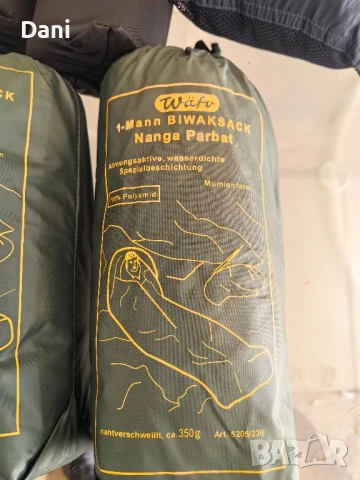 Dani
Wäfo
1-Mann BIWAKSACK
Nanga Parbat
Atmungsaktive, wasserdichte
Spezialbeschichtung
Mumienform
100% Polyamid
nahtverschweißt, ca. 350g
Art. 5205/230
BAZAR